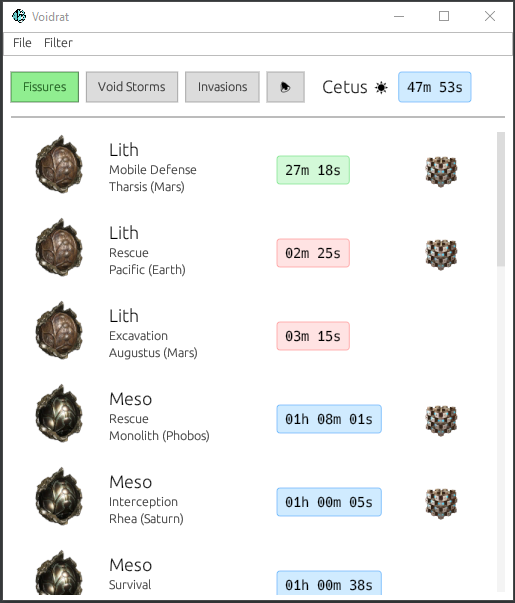 Voidrat
File Filter
Fissures Void Storms Invasions Cetus 47m 53s
Lith
Mobile Defense
Tharsis (Mars)
27m 18s
Lith
Rescue
Pacific (Earth)
02m 25s
Lith
Excavation
Augustus (Mars)
03m 15s
Meso
Rescue
Monolith (Phobos)
01h 08m 01s
Meso
Interception
Rhea (Saturn)
01h 00m 05s
Meso
Survival
01h 00m 38s